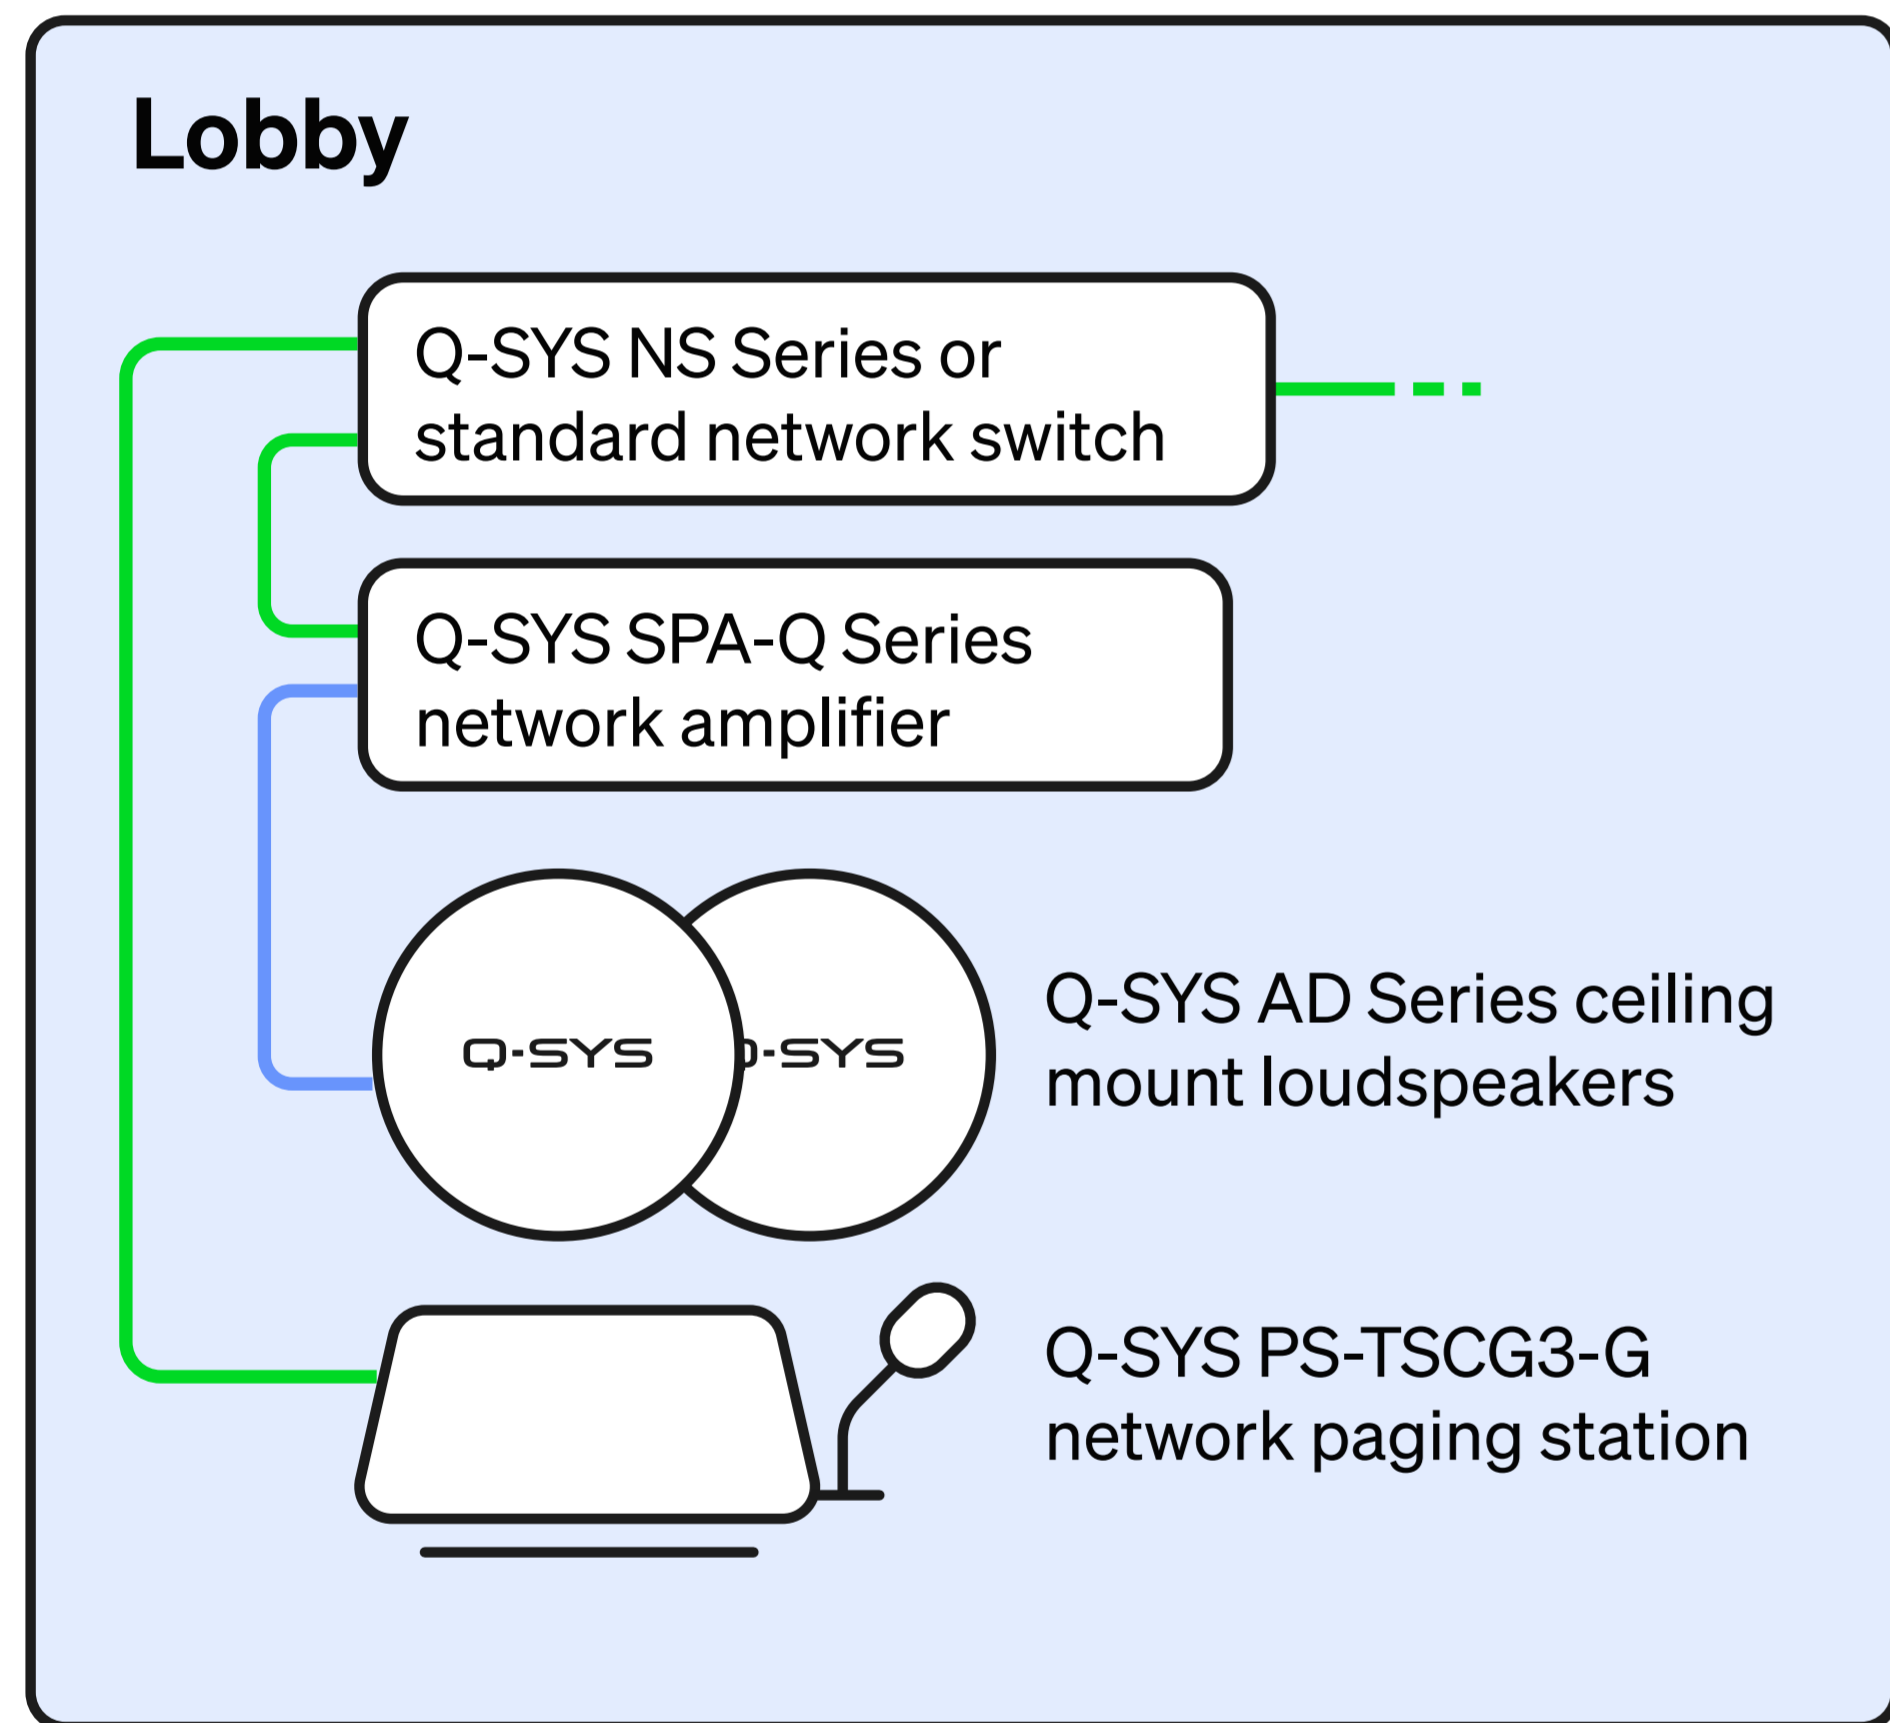 Lobby
Q-SYS NS Series or
standard network switch
Q-SYS SPA-Q Series
network amplifier
Q-SYS
Q-SYS
Q-SYS AD Series ceiling
mount loudspeakers
Q-SYS PS-TSCG3-G
network paging station